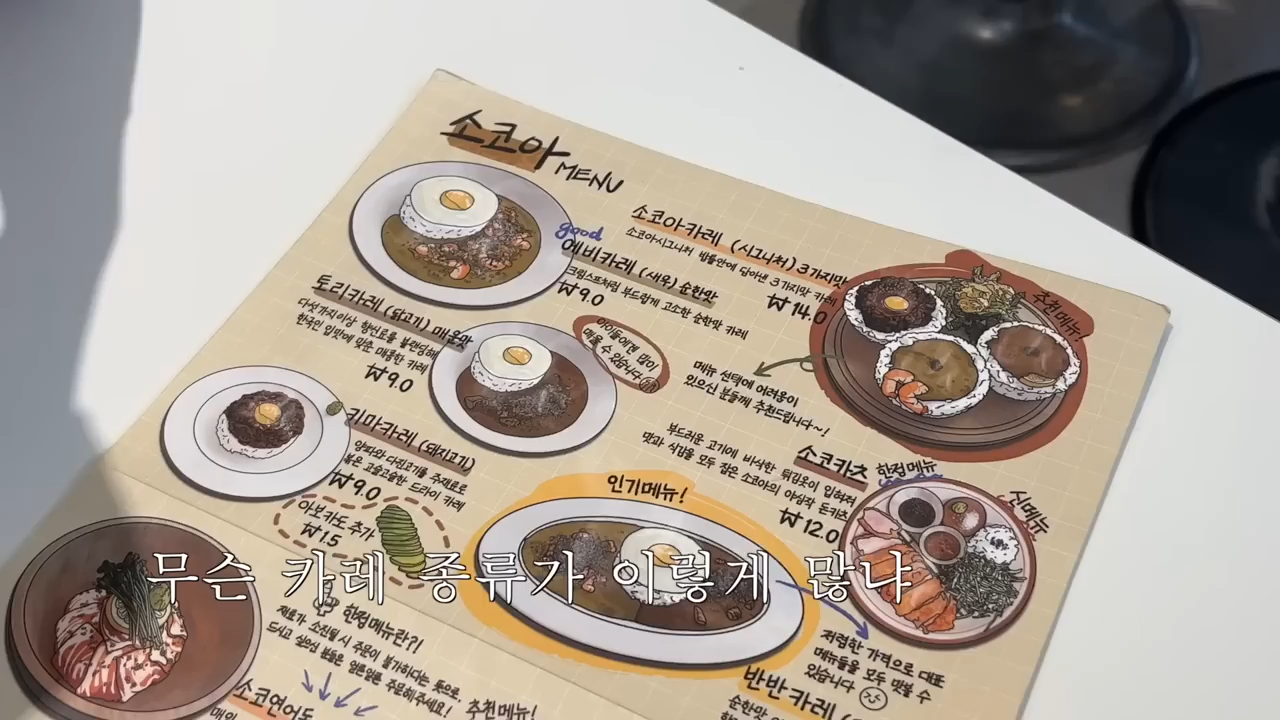 소코아 MENU
소코아카레 (시그니처) 3가지맛
소코아시그니처 밥틀안에 담아낸 3가지맛 카레
₩14.0
good
에비카레 (새우) 순한맛
크림스프처럼 부드럽고 고소한 순한맛 카레
₩9.0
추천메뉴!
토리카레 (닭고기) 매운맛
다섯가지이상 향신료를 블랜딩해
한국인 입맛에 맞춘 매콤한 카레
₩9.0
아이들에겐 많이
매울 수 있습니다
메뉴 선택에 어려움이
있으신 분들께 추천드립니다~!
키마카레 (돼지고기)
양파와 다진고기를 주재료로
볶은 고슬고슬한 드라이 카레
₩9.0
아보카도 추가
₩1.5
부드러운 고기에 바삭한 튀김옷이 입혀져
맛과 식감을 모두 잡은 소코아의 야심작 돈카츠
소코카츠 한정메뉴
₩12.0
신메뉴
인기메뉴!
무슨 카레 종류가 이렇게 많냐
저렴한 가격으로 대표
메뉴들을 모두 맛볼 수
있습니다
한정메뉴란?!
재료가 소진될 시 주문이 불가하다는 뜻으로,
드시고 싶으신 분들은 얼른얼른 주문해주세요!
추천메뉴!
반반카레
순한맛
소코연어도
매일